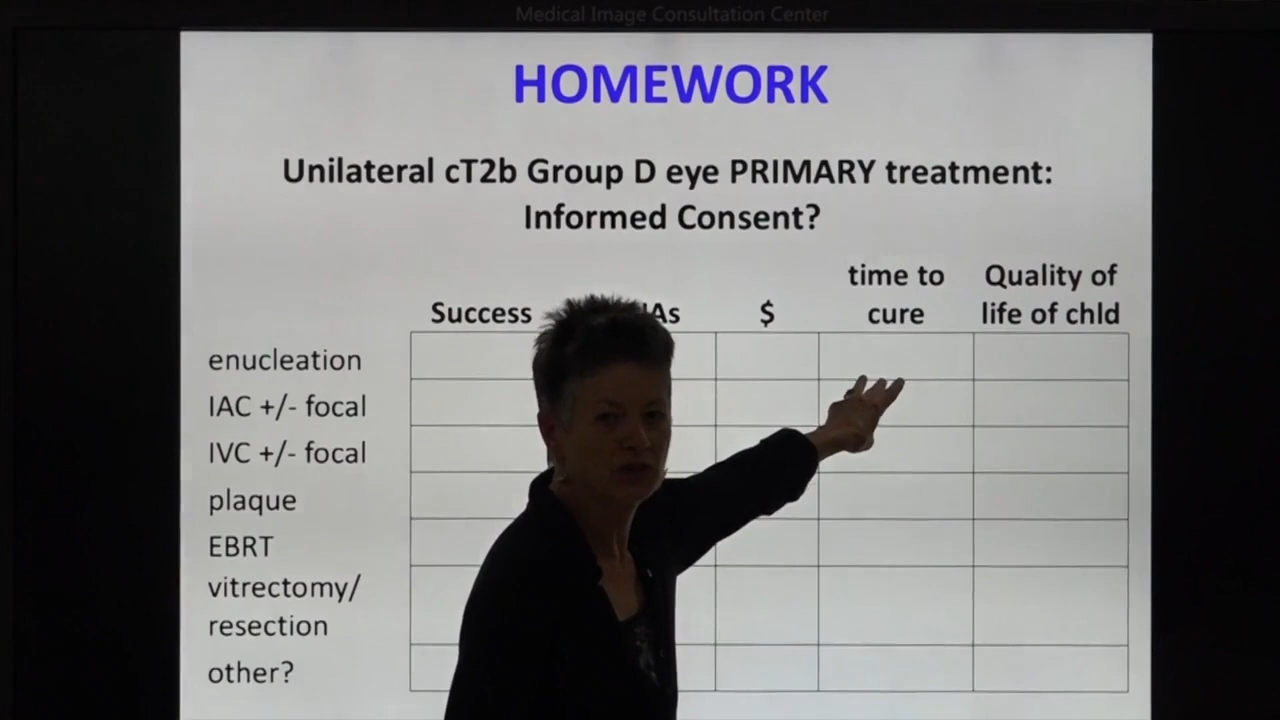 Medical Image Consultation Center
HOMEWORK
Unilateral cT2b Group D eye PRIMARY treatment:
Informed Consent?
time to
Quality of
Success
$
cure
life of chld
enucleation
IAC +/- focal
IVC +/- focal
plaque
EBRT
vitrectomy/
resection
other?